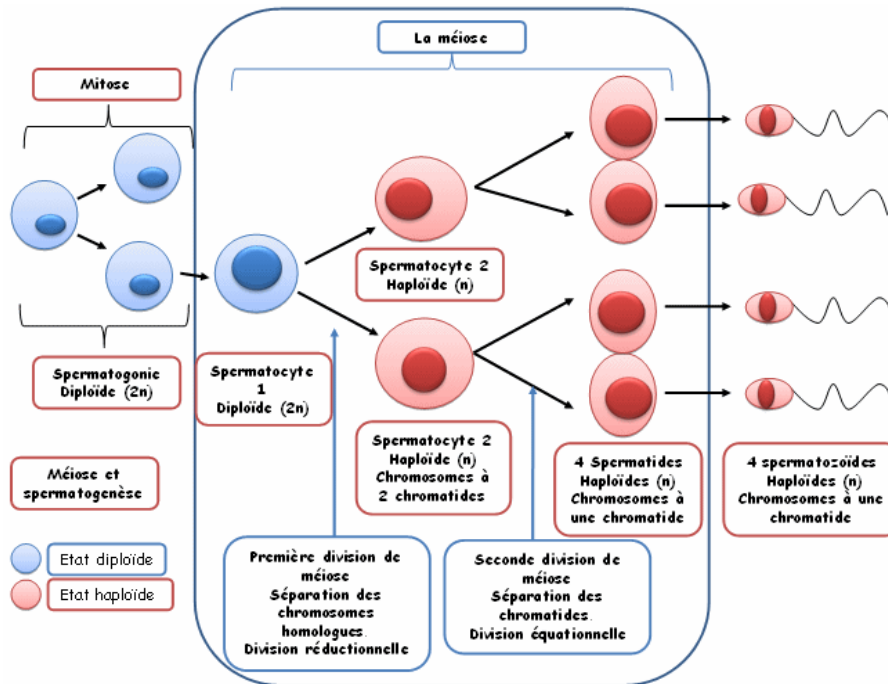 La méiose
Mitose
Spermatogonie
Diploïde (2n)
Spermatocyte
1
Diploïde (2n)
Spermatocyte 2
Haploïde (n)
Spermatocyte 2
Haploïde (n)
Chromosomes à
2 chromatides
4 Spermatides
Haploïdes (n)
Chromosomes à
une chromatide
4 spermatozoïdes
Haploïdes (n)
Chromosomes à une
chromatide
Méiose et
spermatogenèse
Etat diploïde
Etat haploïde
Première division de
méiose
Séparation des
chromosomes
homologues.
Division réductionnelle
Seconde division de
méiose
Séparation des
chromatides.
Division équationnelle